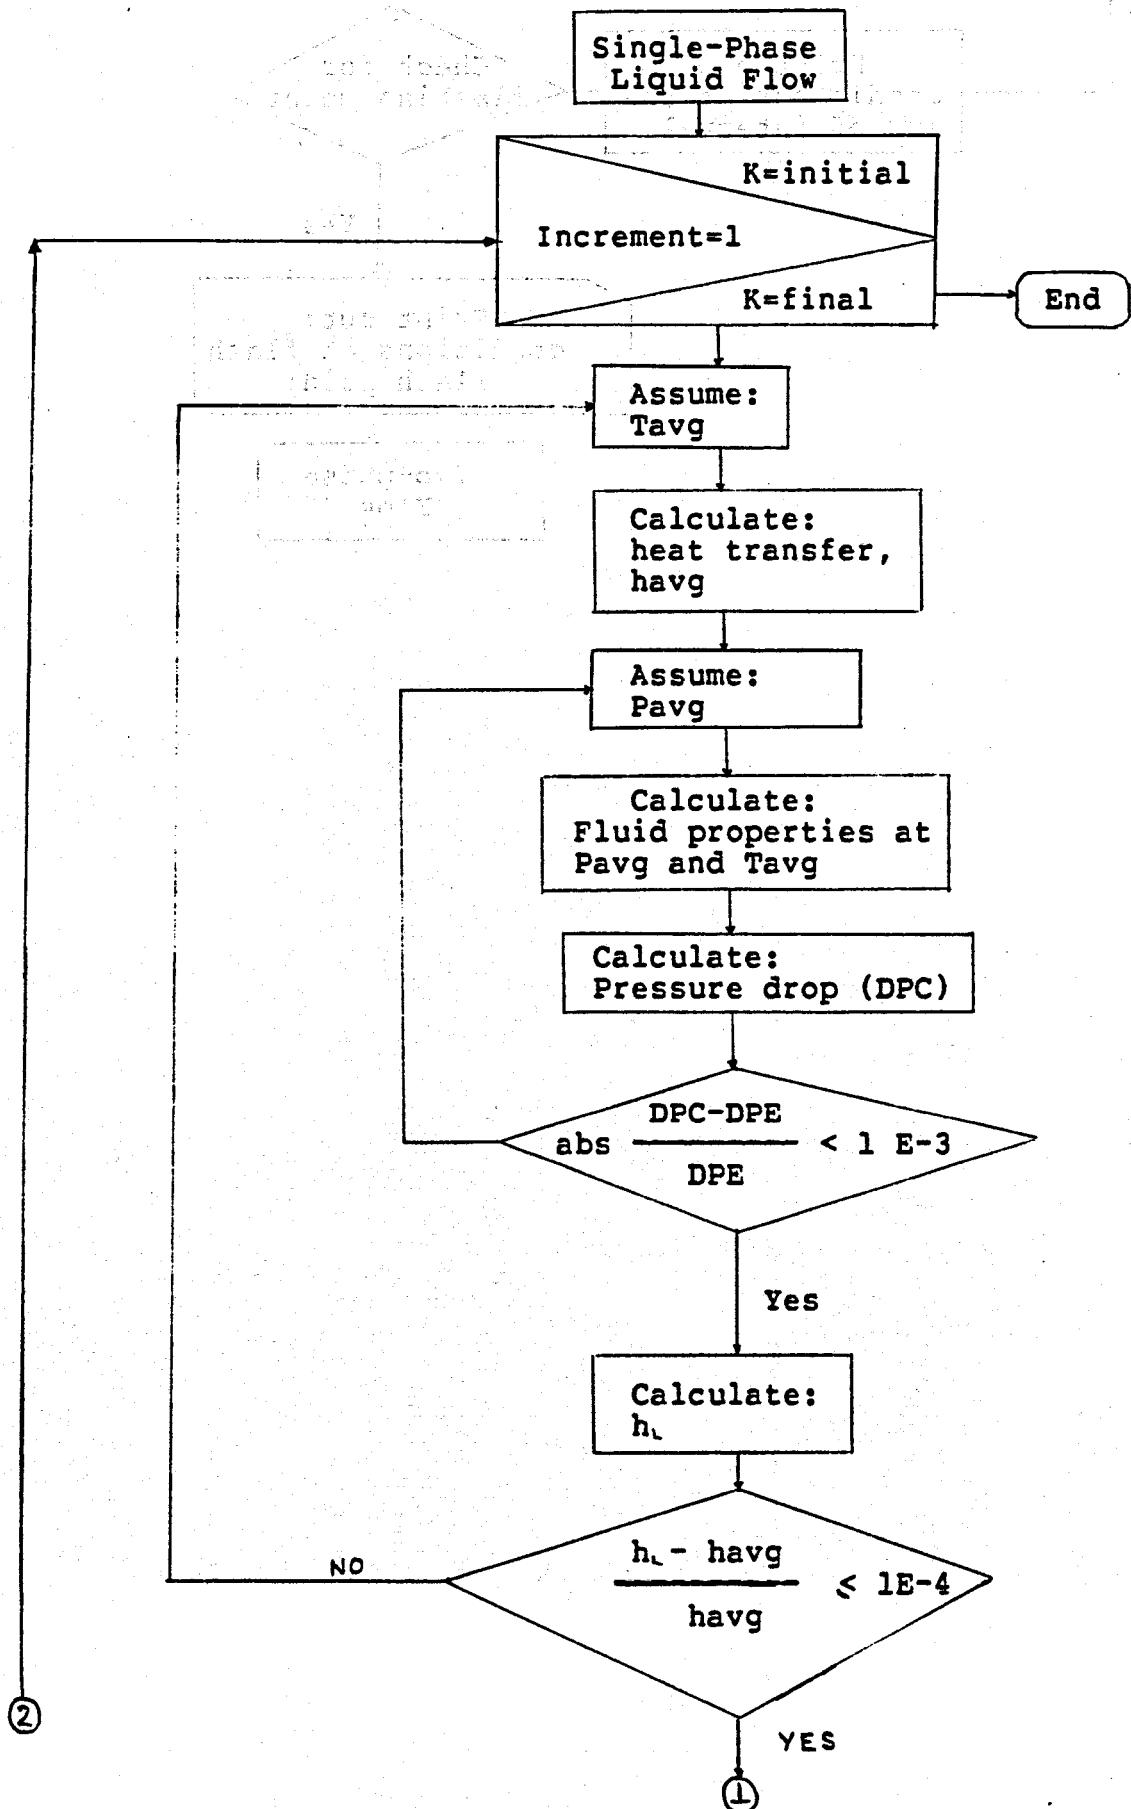 Single-Phase
Liquid Flow
K=initial
Increment=1
K=final
End
Assume:
Tavg
Calculate:
heat transfer,
havg
Assume:
Pavg
Calculate:
Fluid properties at
Pavg and Tavg
Calculate:
Pressure drop (DPC)
DPC-DPE
abs < 1 E-3
DPE
Yes
Calculate:
hL
hL - havg
≤ 1E-4
havg
NO
YES
2
1